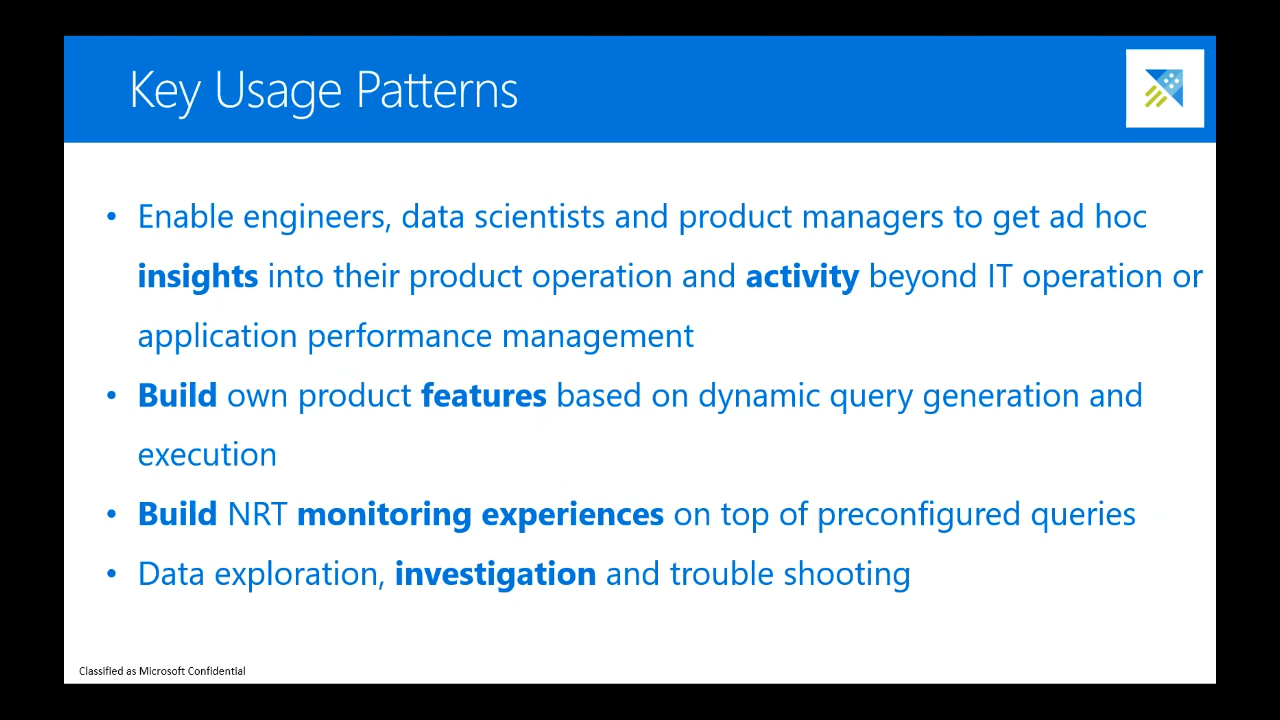 Key Usage Patterns
• Enable engineers, data scientists and product managers to get ad hoc
insights into their product operation and activity beyond IT operation or
application performance management
• Build own product features based on dynamic query generation and
execution
• Build NRT monitoring experiences on top of preconfigured queries
• Data exploration, investigation and trouble shooting
Classified as Microsoft Confidential